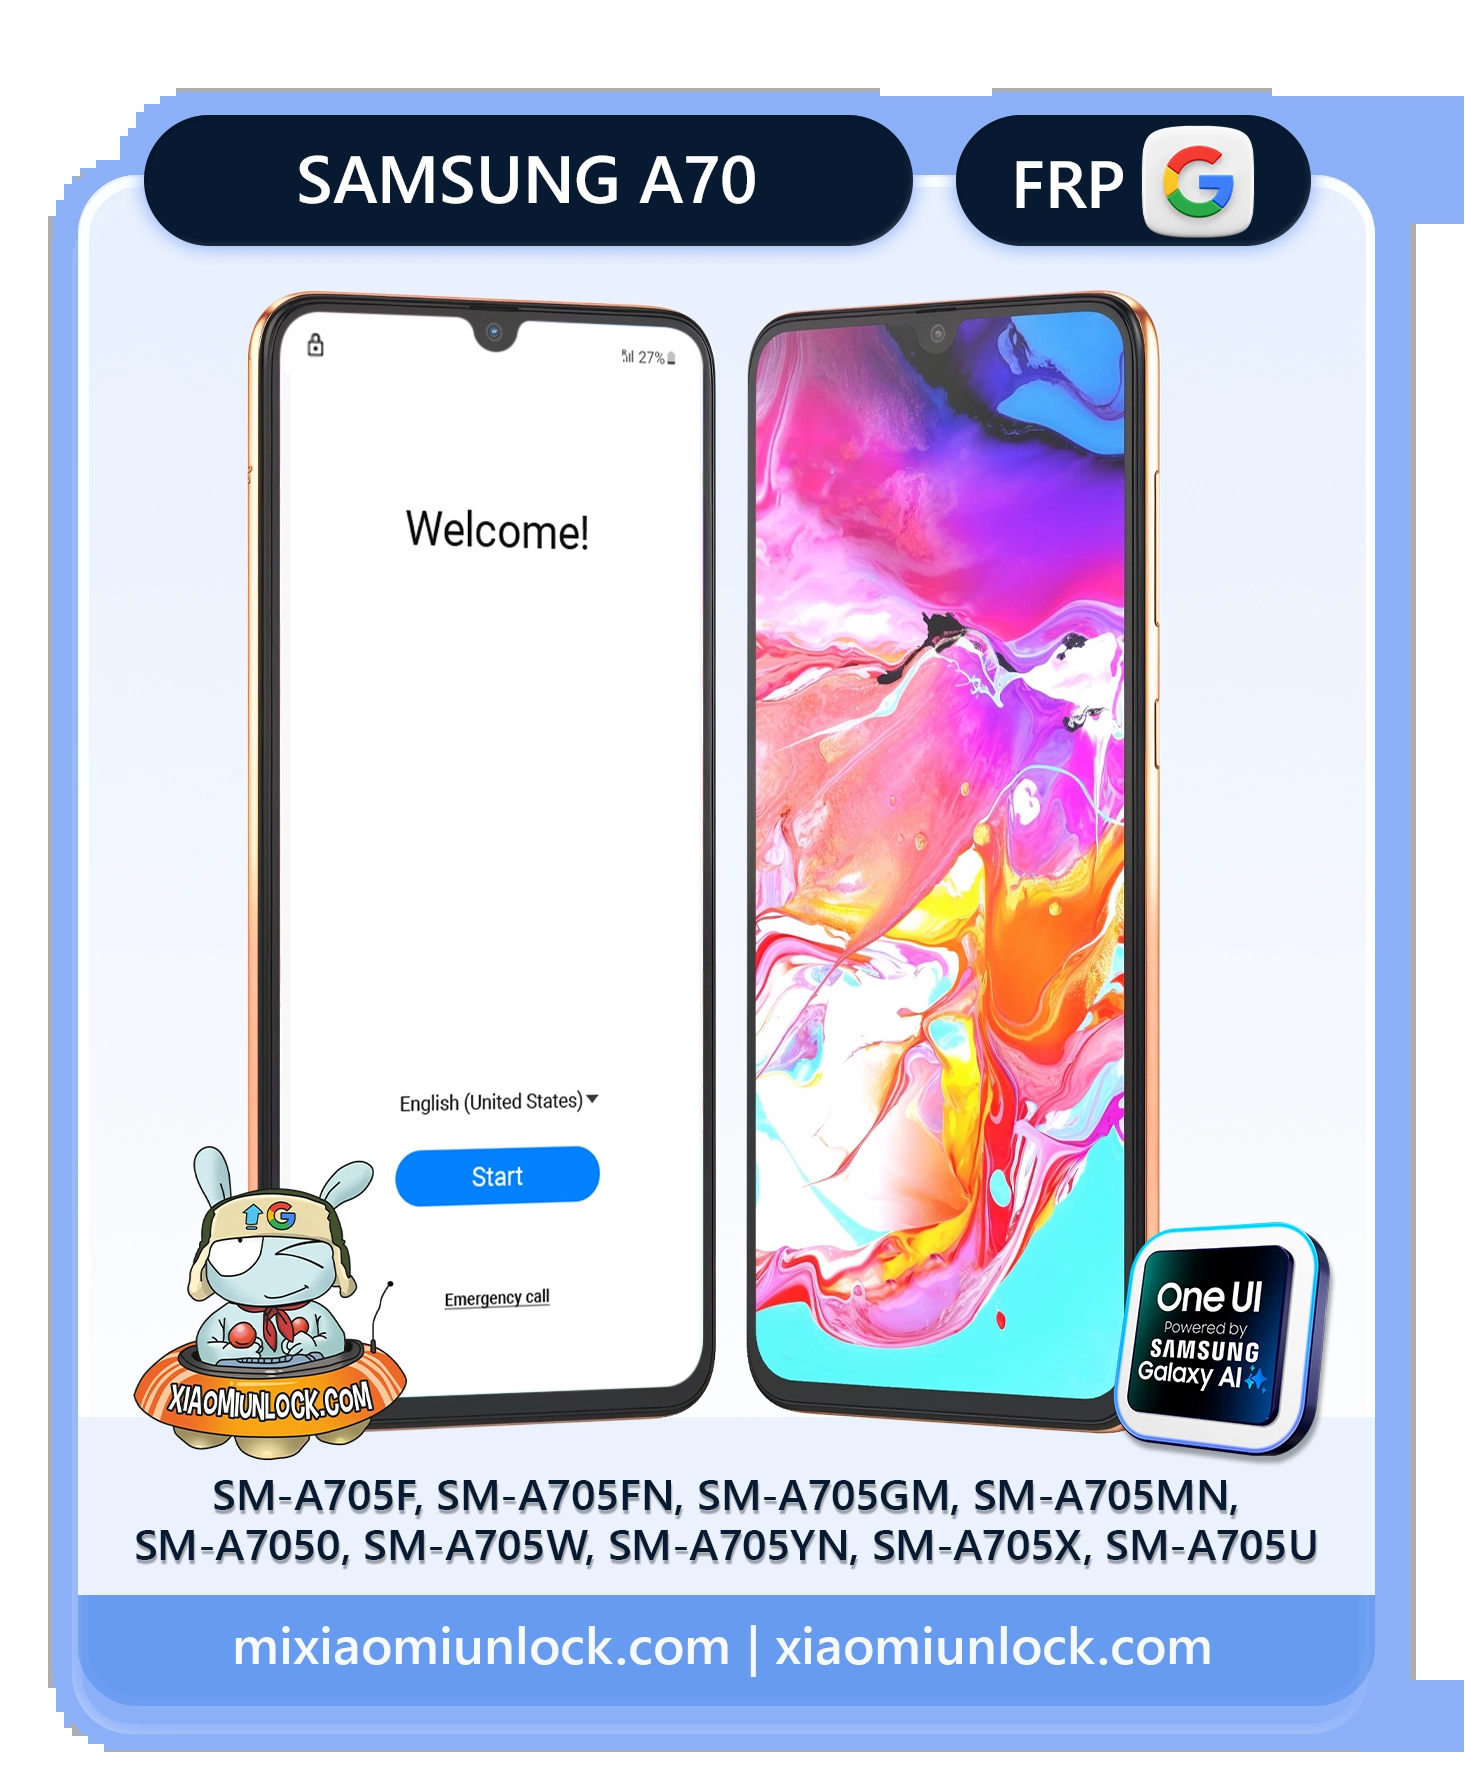 SAMSUNG A70
FRP G
27%
Welcome!
English (United States)
Start
Emergency call
G
XIAOMIUNLOCK.COM
One UI
Powered by
SAMSUNG
Galaxy AI
SM-A705F, SM-A705FN, SM-A705GM, SM-A705MN,
SM-A7050, SM-A705W, SM-A705YN, SM-A705X, SM-A705U
mixiaomiunlock.com | xiaomiunlock.com